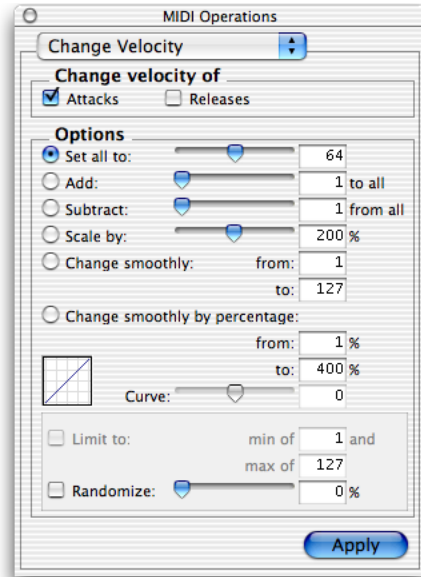 MIDI Operations
Change Velocity
Change velocity of
Attacks Releases
Options
Set all to: 64
Add: 1 to all
Subtract: 1 from all
Scale by: 200 %
Change smoothly: from: 1
to: 127
Change smoothly by percentage:
from: 1 %
to: 400 %
Curve: 0
Limit to: min of 1 and
max of 127
Randomize: 0 %
Apply